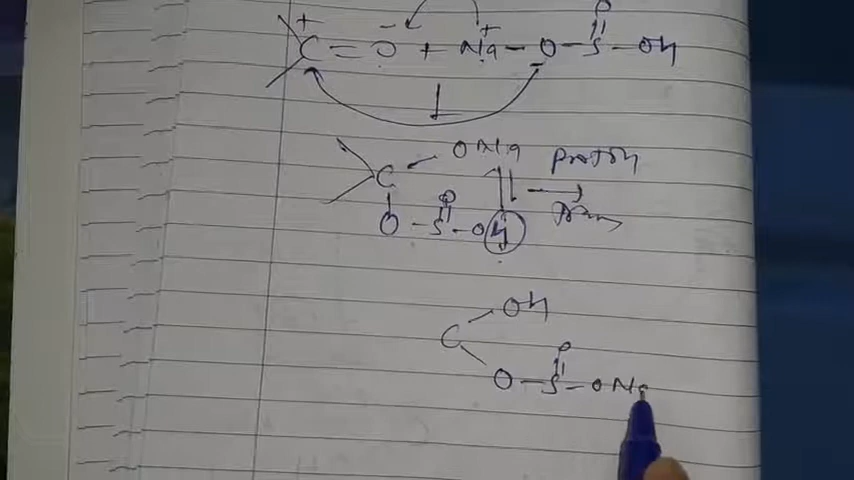 + - + O
C = O + Na - O - S - OH
C - ONa Proton
O - S - OH
O
C - OH
O
O - S - ONa